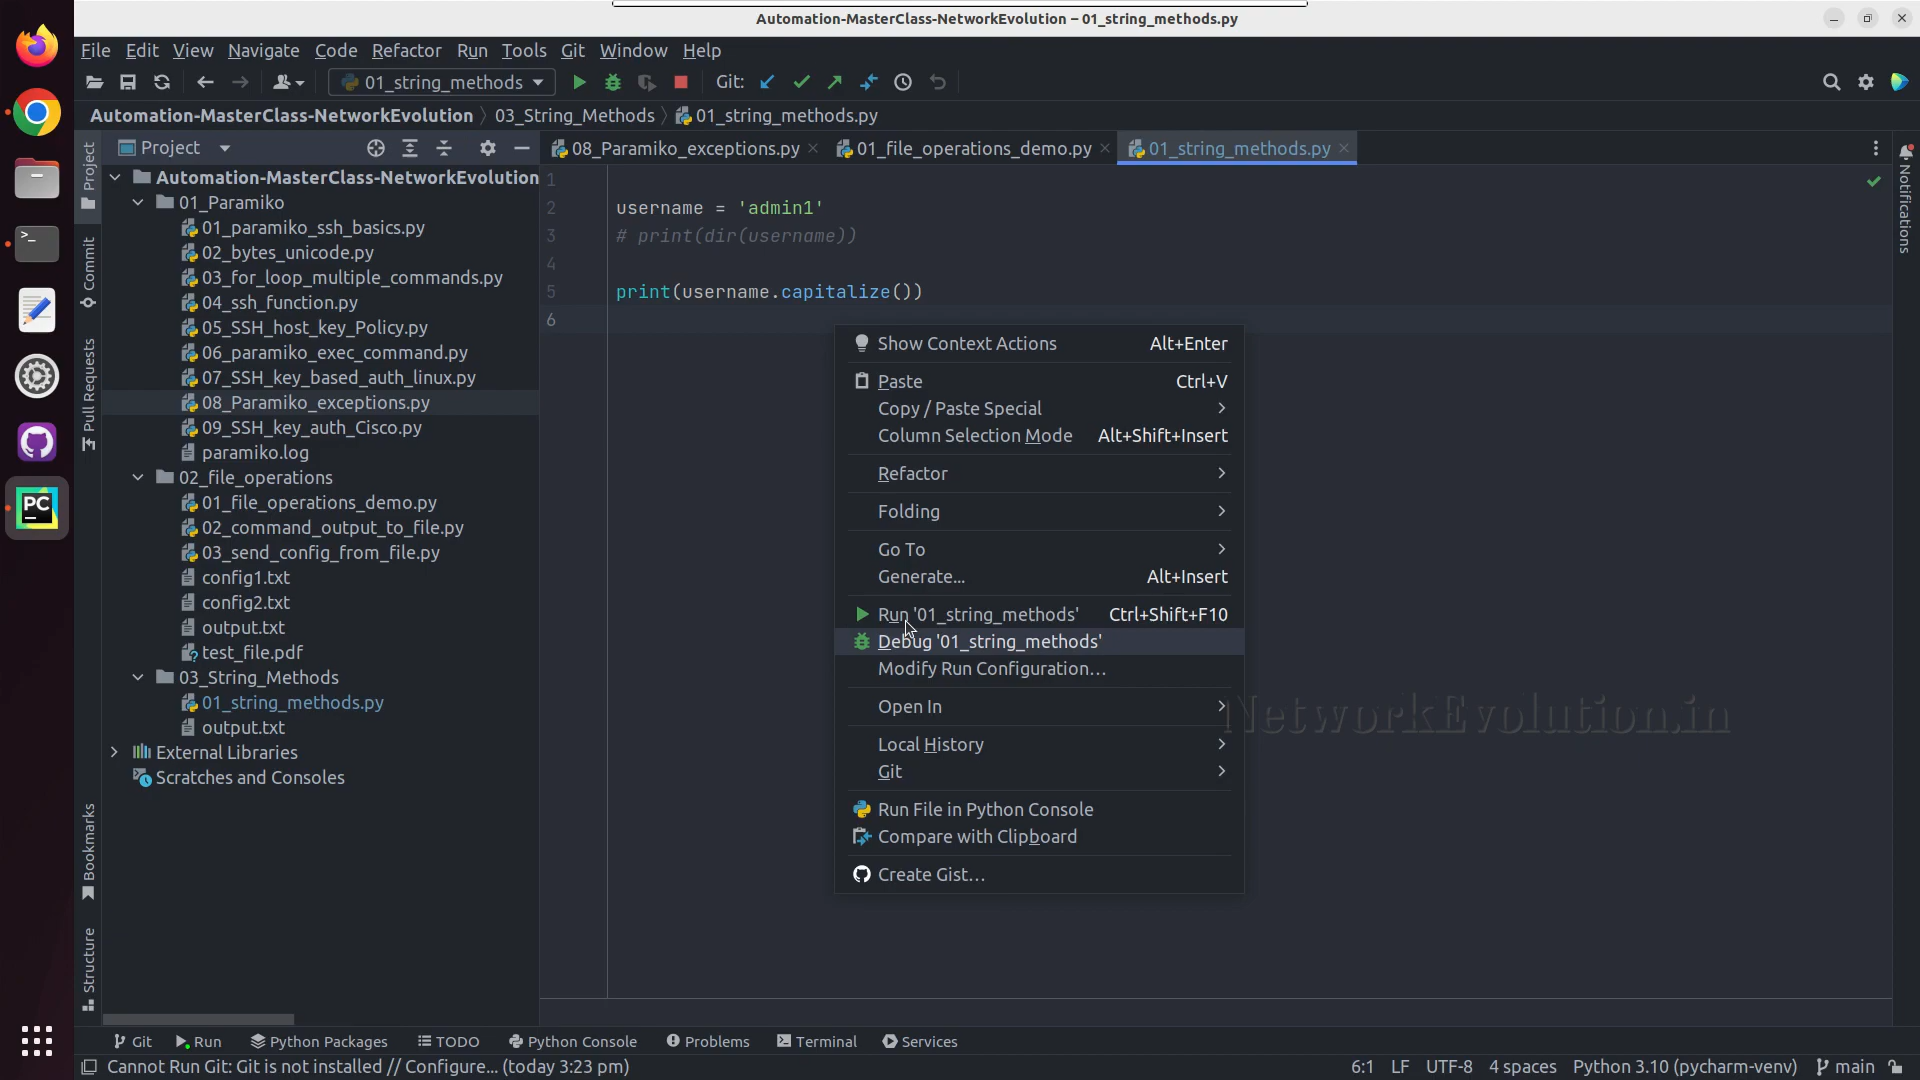 Automation-MasterClass-NetworkEvolution – 01_string_methods.py
File Edit View Navigate Code Refactor Run Tools Git Window Help
01_string_methods Git:
Automation-MasterClass-NetworkEvolution 03_String_Methods 01_string_methods.py
Project
08_Paramiko_exceptions.py 01_file_operations_demo.py 01_string_methods.py
Project
Commit
Pull Requests
Bookmarks
Structure
Notifications
Automation-MasterClass-NetworkEvolution
01_Paramiko
01_paramiko_ssh_basics.py
02_bytes_unicode.py
03_for_loop_multiple_commands.py
04_ssh_function.py
05_SSH_host_key_Policy.py
06_paramiko_exec_command.py
07_SSH_key_based_auth_linux.py
08_Paramiko_exceptions.py
09_SSH_key_auth_Cisco.py
paramiko.log
02_file_operations
01_file_operations_demo.py
02_command_output_to_file.py
03_send_config_from_file.py
config1.txt
config2.txt
output.txt
test_file.pdf
03_String_Methods
01_string_methods.py
output.txt
External Libraries
Scratches and Consoles
1
2 username = 'admin1'
3 # print(dir(username))
4
5 print(username.capitalize())
6
Show Context Actions Alt+Enter
Paste Ctrl+V
Copy / Paste Special
Column Selection Mode Alt+Shift+Insert
Refactor
Folding
Go To
Generate... Alt+Insert
Run '01_string_methods' Ctrl+Shift+F10
Debug '01_string_methods'
Modify Run Configuration...
Open In
Local History
Git
Run File in Python Console
Compare with Clipboard
Create Gist...
NetworkEvolution.in
Git Run Python Packages TODO Python Console Problems Terminal Services
Cannot Run Git: Git is not installed // Configure... (today 3:23 pm) 6:1 LF UTF-8 4 spaces Python 3.10 (pycharm-venv) main
PC